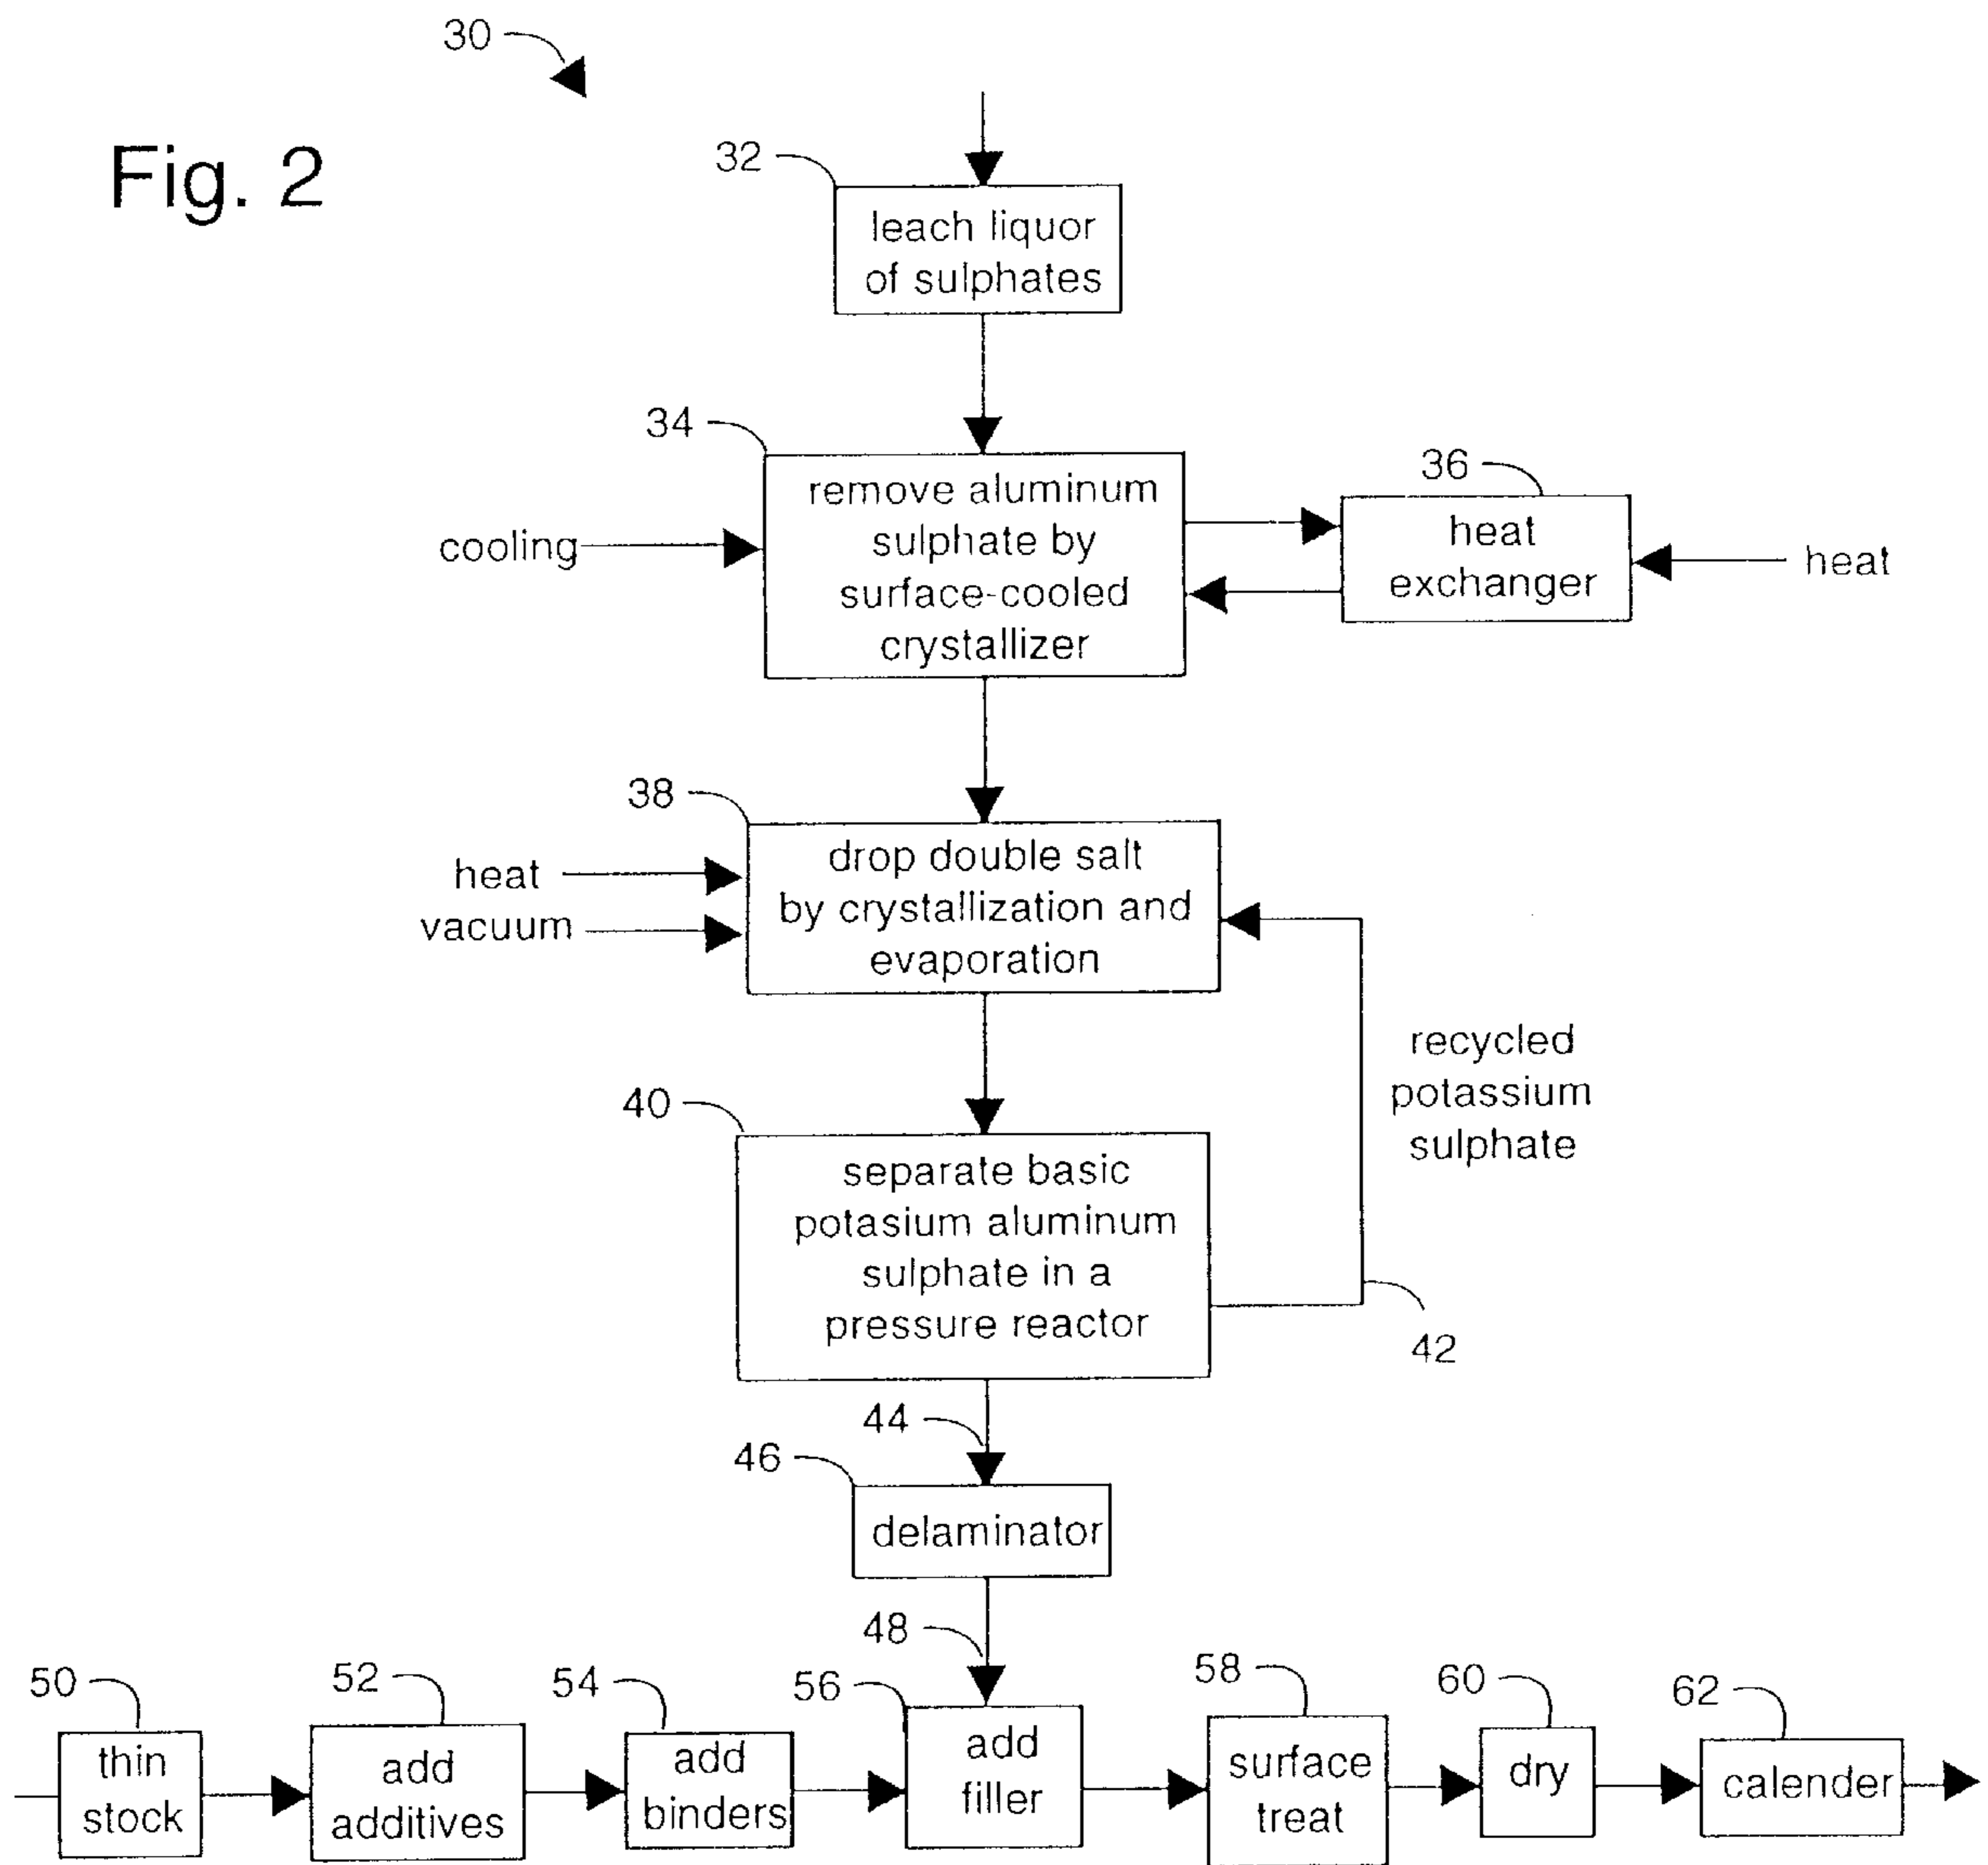 30
Fig. 2
32
leach liquor
of sulphates
34
remove aluminum
sulphate by
surface-cooled
crystallizer
cooling
36
heat
exchanger
heat
38
drop double salt
by crystallization and
evaporation
heat
vacuum
recycled
potassium
sulphate
40
separate basic
potasium aluminum
sulphate in a
pressure reactor
42
44
46
delaminator
48
50
thin
stock
52
add
additives
54
add
binders
56
add
filler
58
surface
treat
60
dry
62
calender